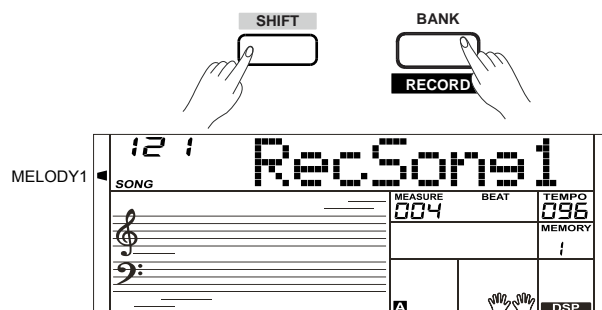 SHIFT
BANK
RECORD
MELODY1
121
RecSong1
SONG
MEASURE
BEAT
TEMPO
004
096
MEMORY
1
A
DSP